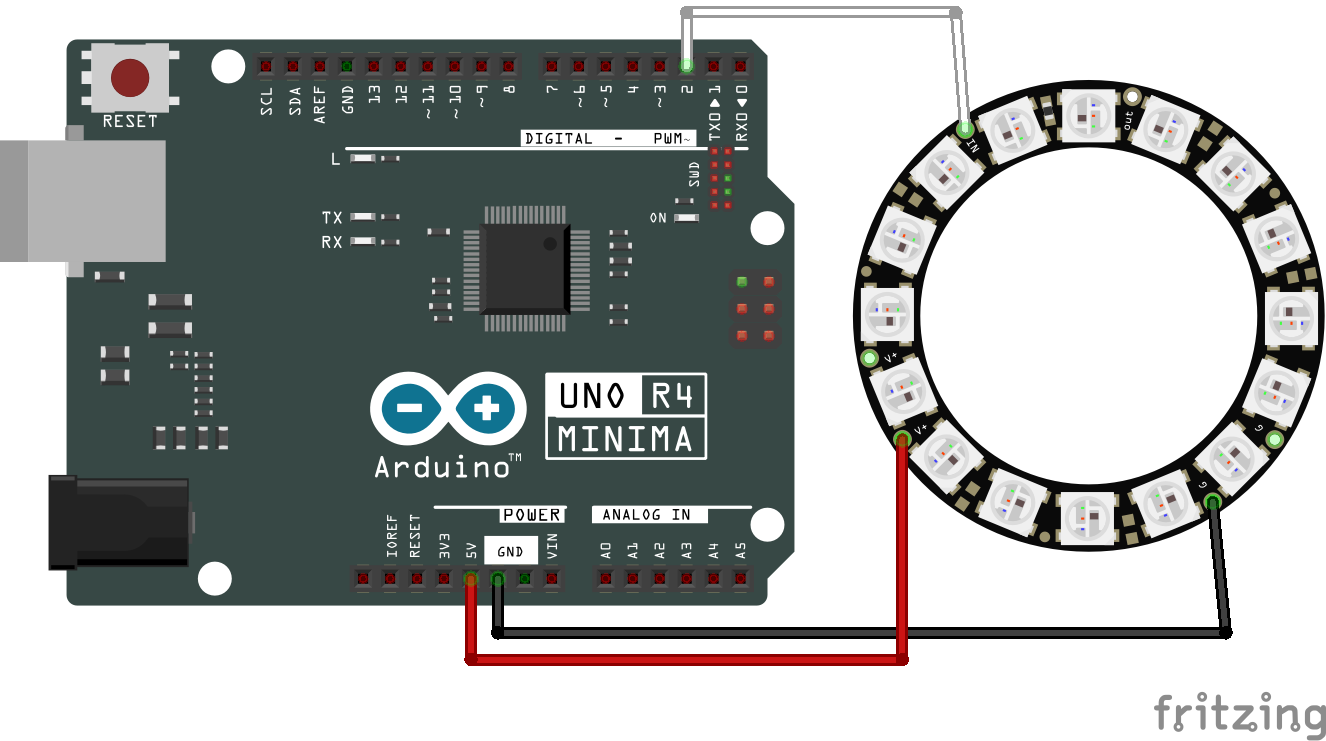 RESET
SCL
SDA
AREF
GND
13
12
~11
~10
~9
8
7
~6
~5
4
~3
2
TX0▶1
RX0◀0
DIGITAL - PWM~
L
TX
RX
SWD
ON
UNO R4
MINIMA
Arduino™
POWER
ANALOG IN
IOREF
RESET
3V3
5V
GND
VIN
A0
A1
A2
A3
A4
A5
IN
out
V+
V+
G
G
fritzing